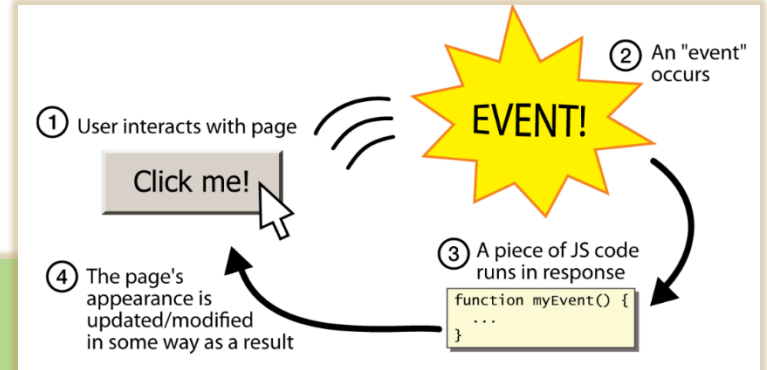 ① User interacts with page
Click me!
EVENT!
② An "event"
occurs
③ A piece of JS code
runs in response
function myEvent() {
...
}
④ The page's
appearance is
updated/modified
in some way as a result